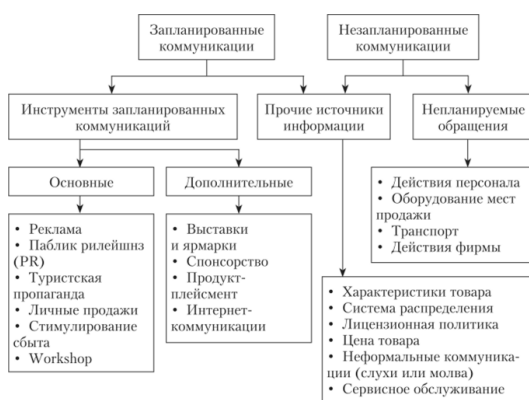 Запланированные
коммуникации
Незапланированные
коммуникации
Инструменты запланированных
коммуникаций
Прочие источники
информации
Непланируемые
обращения
Основные
Дополнительные
• Действия персонала
• Оборудование мест
продажи
• Транспорт
• Действия фирмы
• Реклама
• Паблик рилейшнз
(PR)
• Туристская
пропаганда
• Личные продажи
• Стимулирование
сбыта
• Workshop
• Выставки
и ярмарки
• Спонсорство
• Продукт-
плейсмент
• Интернет-
коммуникации
• Характеристики товара
• Система распределения
• Лицензионная политика
• Цена товара
• Неформальные коммуника-
ции (слухи или молва)
• Сервисное обслуживание